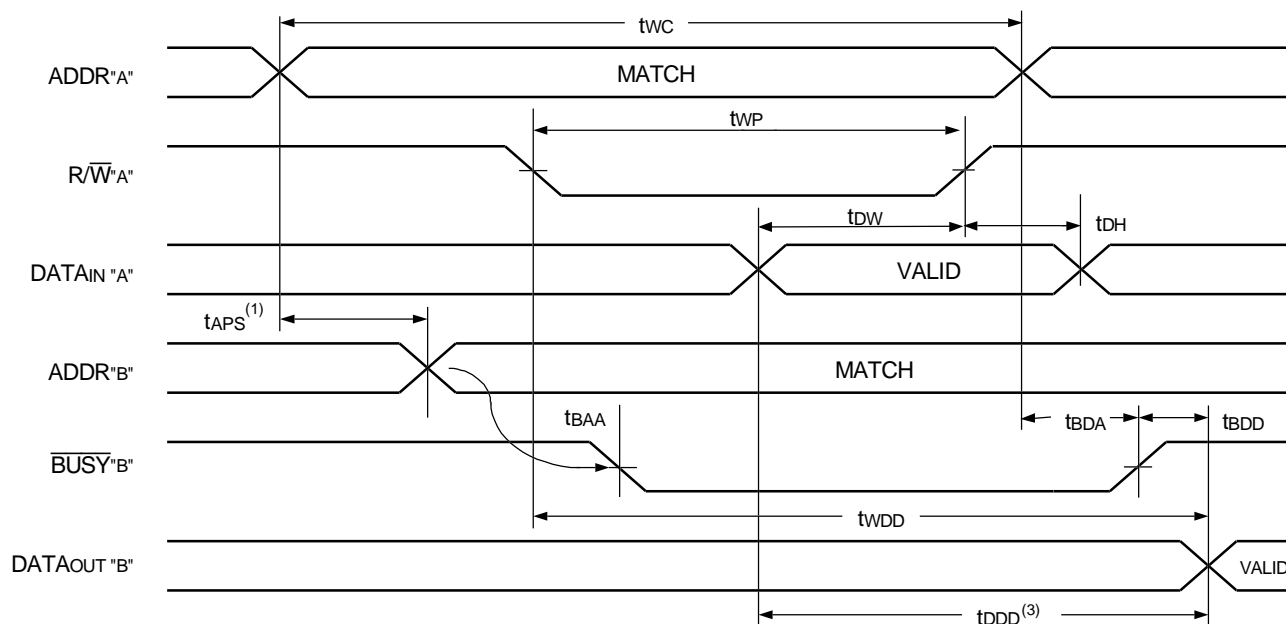 tWC
ADDR"A"
MATCH
tWP
R/W̅"A"
tDW
tDH
DATAIN "A"
VALID
tAPS(1)
ADDR"B"
MATCH
tBAA
tBDA
tBDD
B̅U̅S̅Y̅"B"
tWDD
DATAOUT "B"
VALID
tDDD(3)